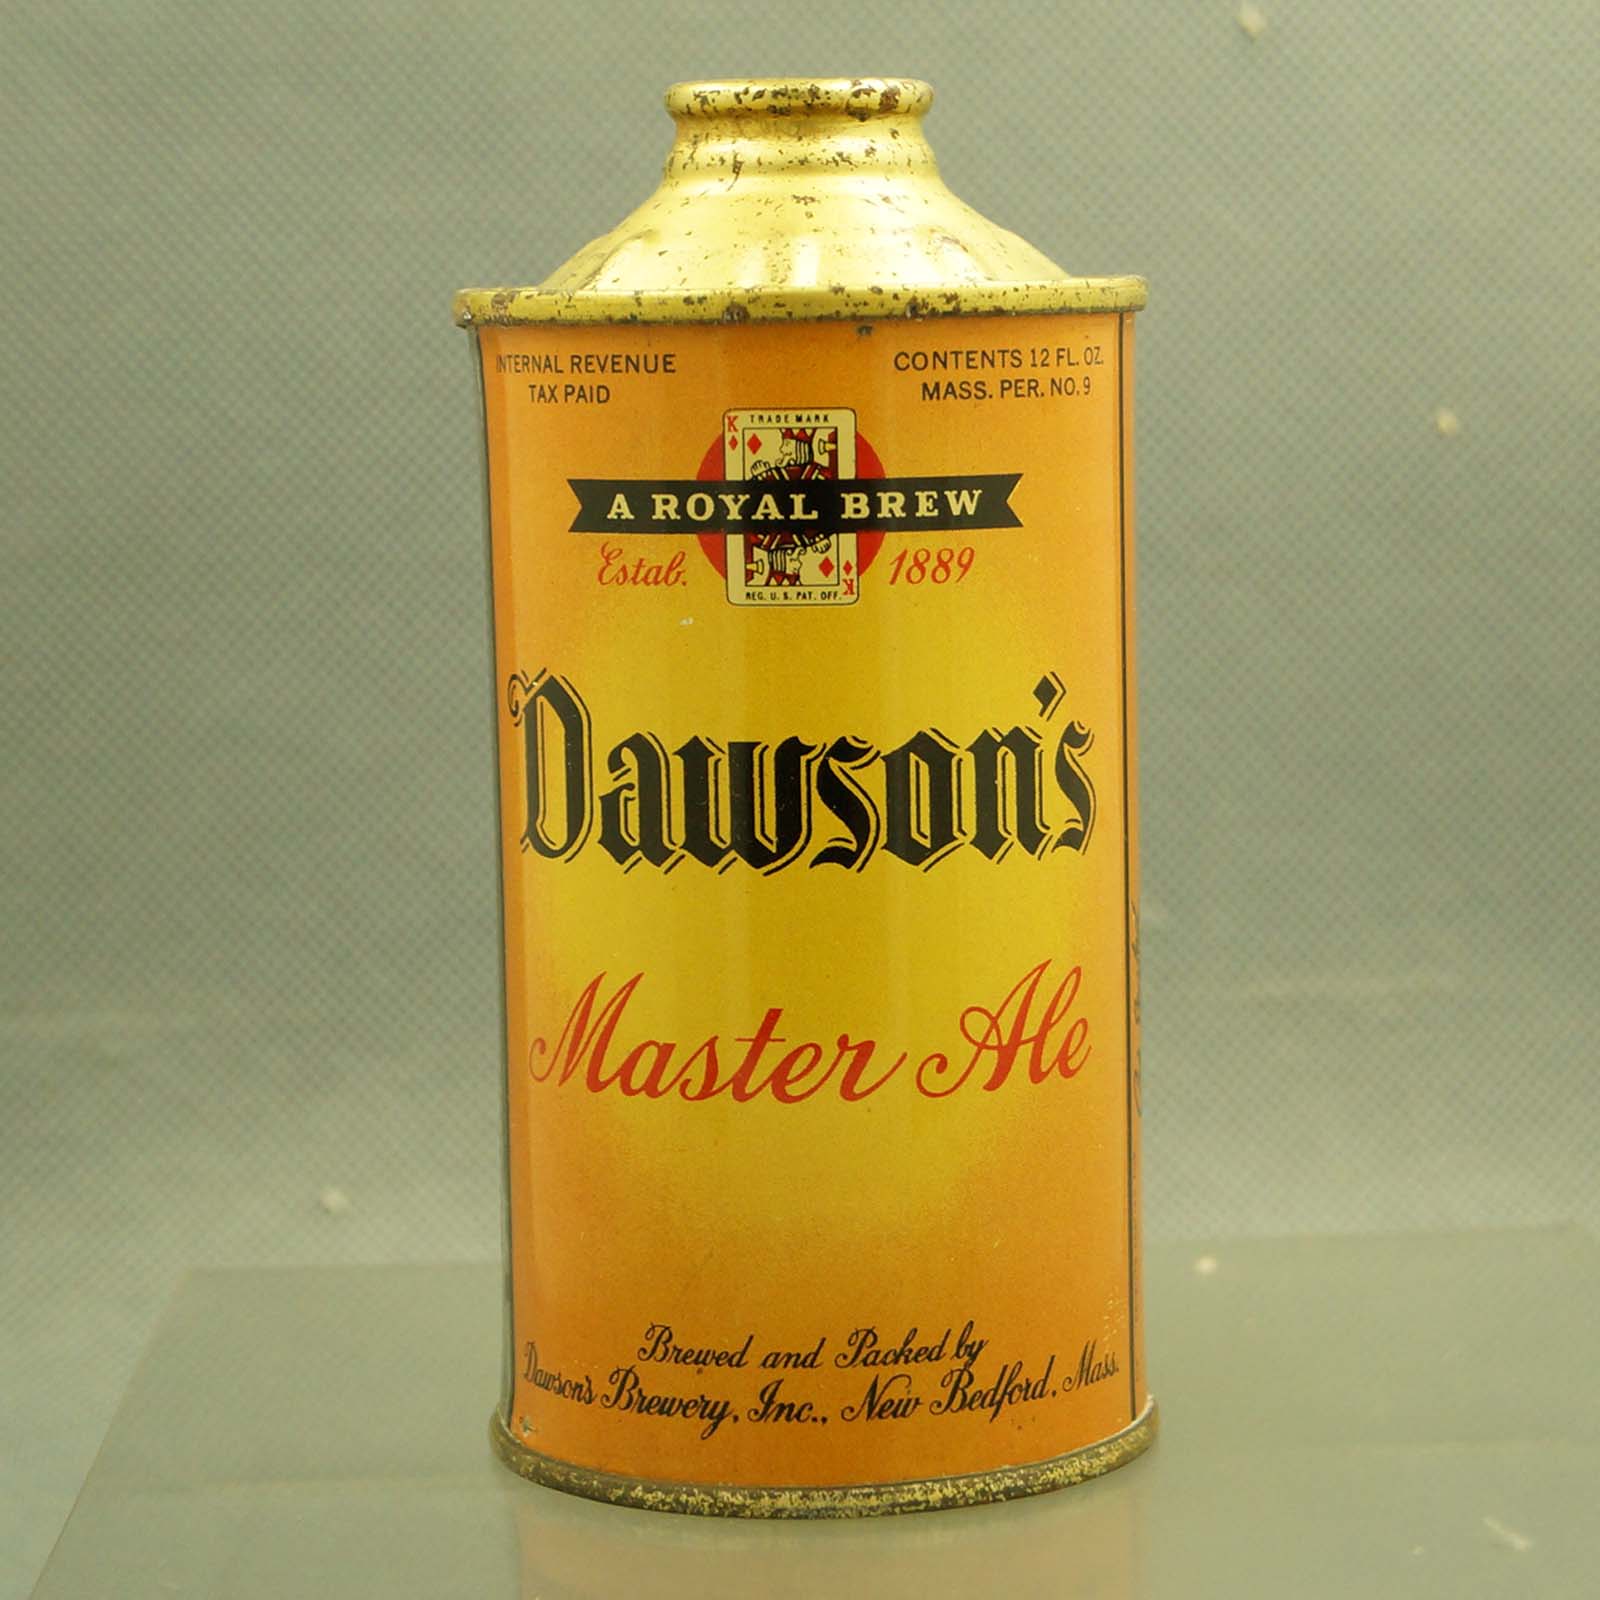 INTERNAL REVENUE
TAX PAID
CONTENTS 12 FL. OZ.
MASS. PER. NO. 9
K TRADE MARK
A ROYAL BREW
Estab. 1889
K
REG. U. S. PAT. OFF.
Dawson's
Master Ale
Brewed and Packed by
Dawson's Brewery, Inc., New Bedford, Mass.